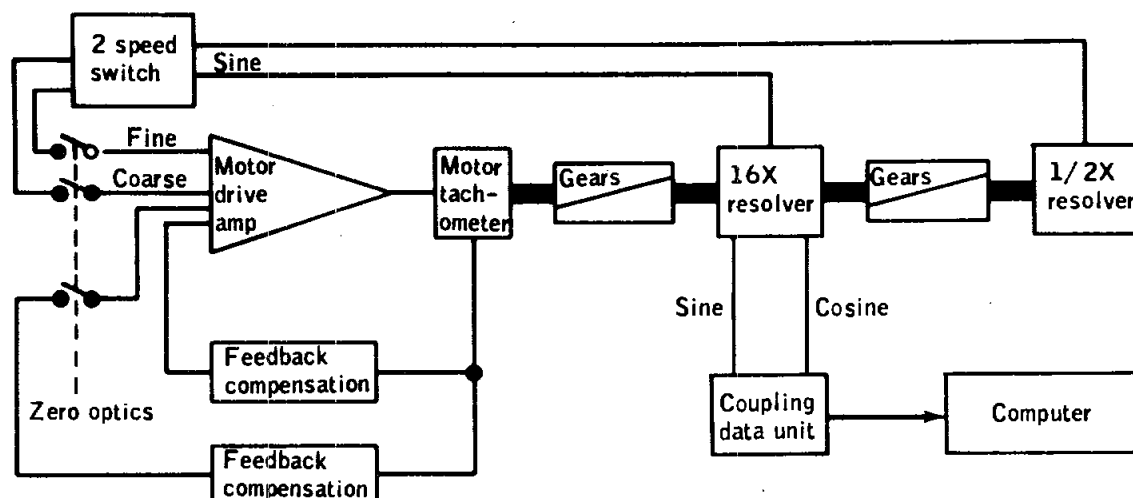 2 speed
switch
Sine
Fine
Coarse
Motor
drive
amp
Motor
tach-
ometer
Gears
16X
resolver
Gears
1/2X
resolver
Sine
Cosine
Feedback
compensation
Zero optics
Coupling
data unit
Computer
Feedback
compensation